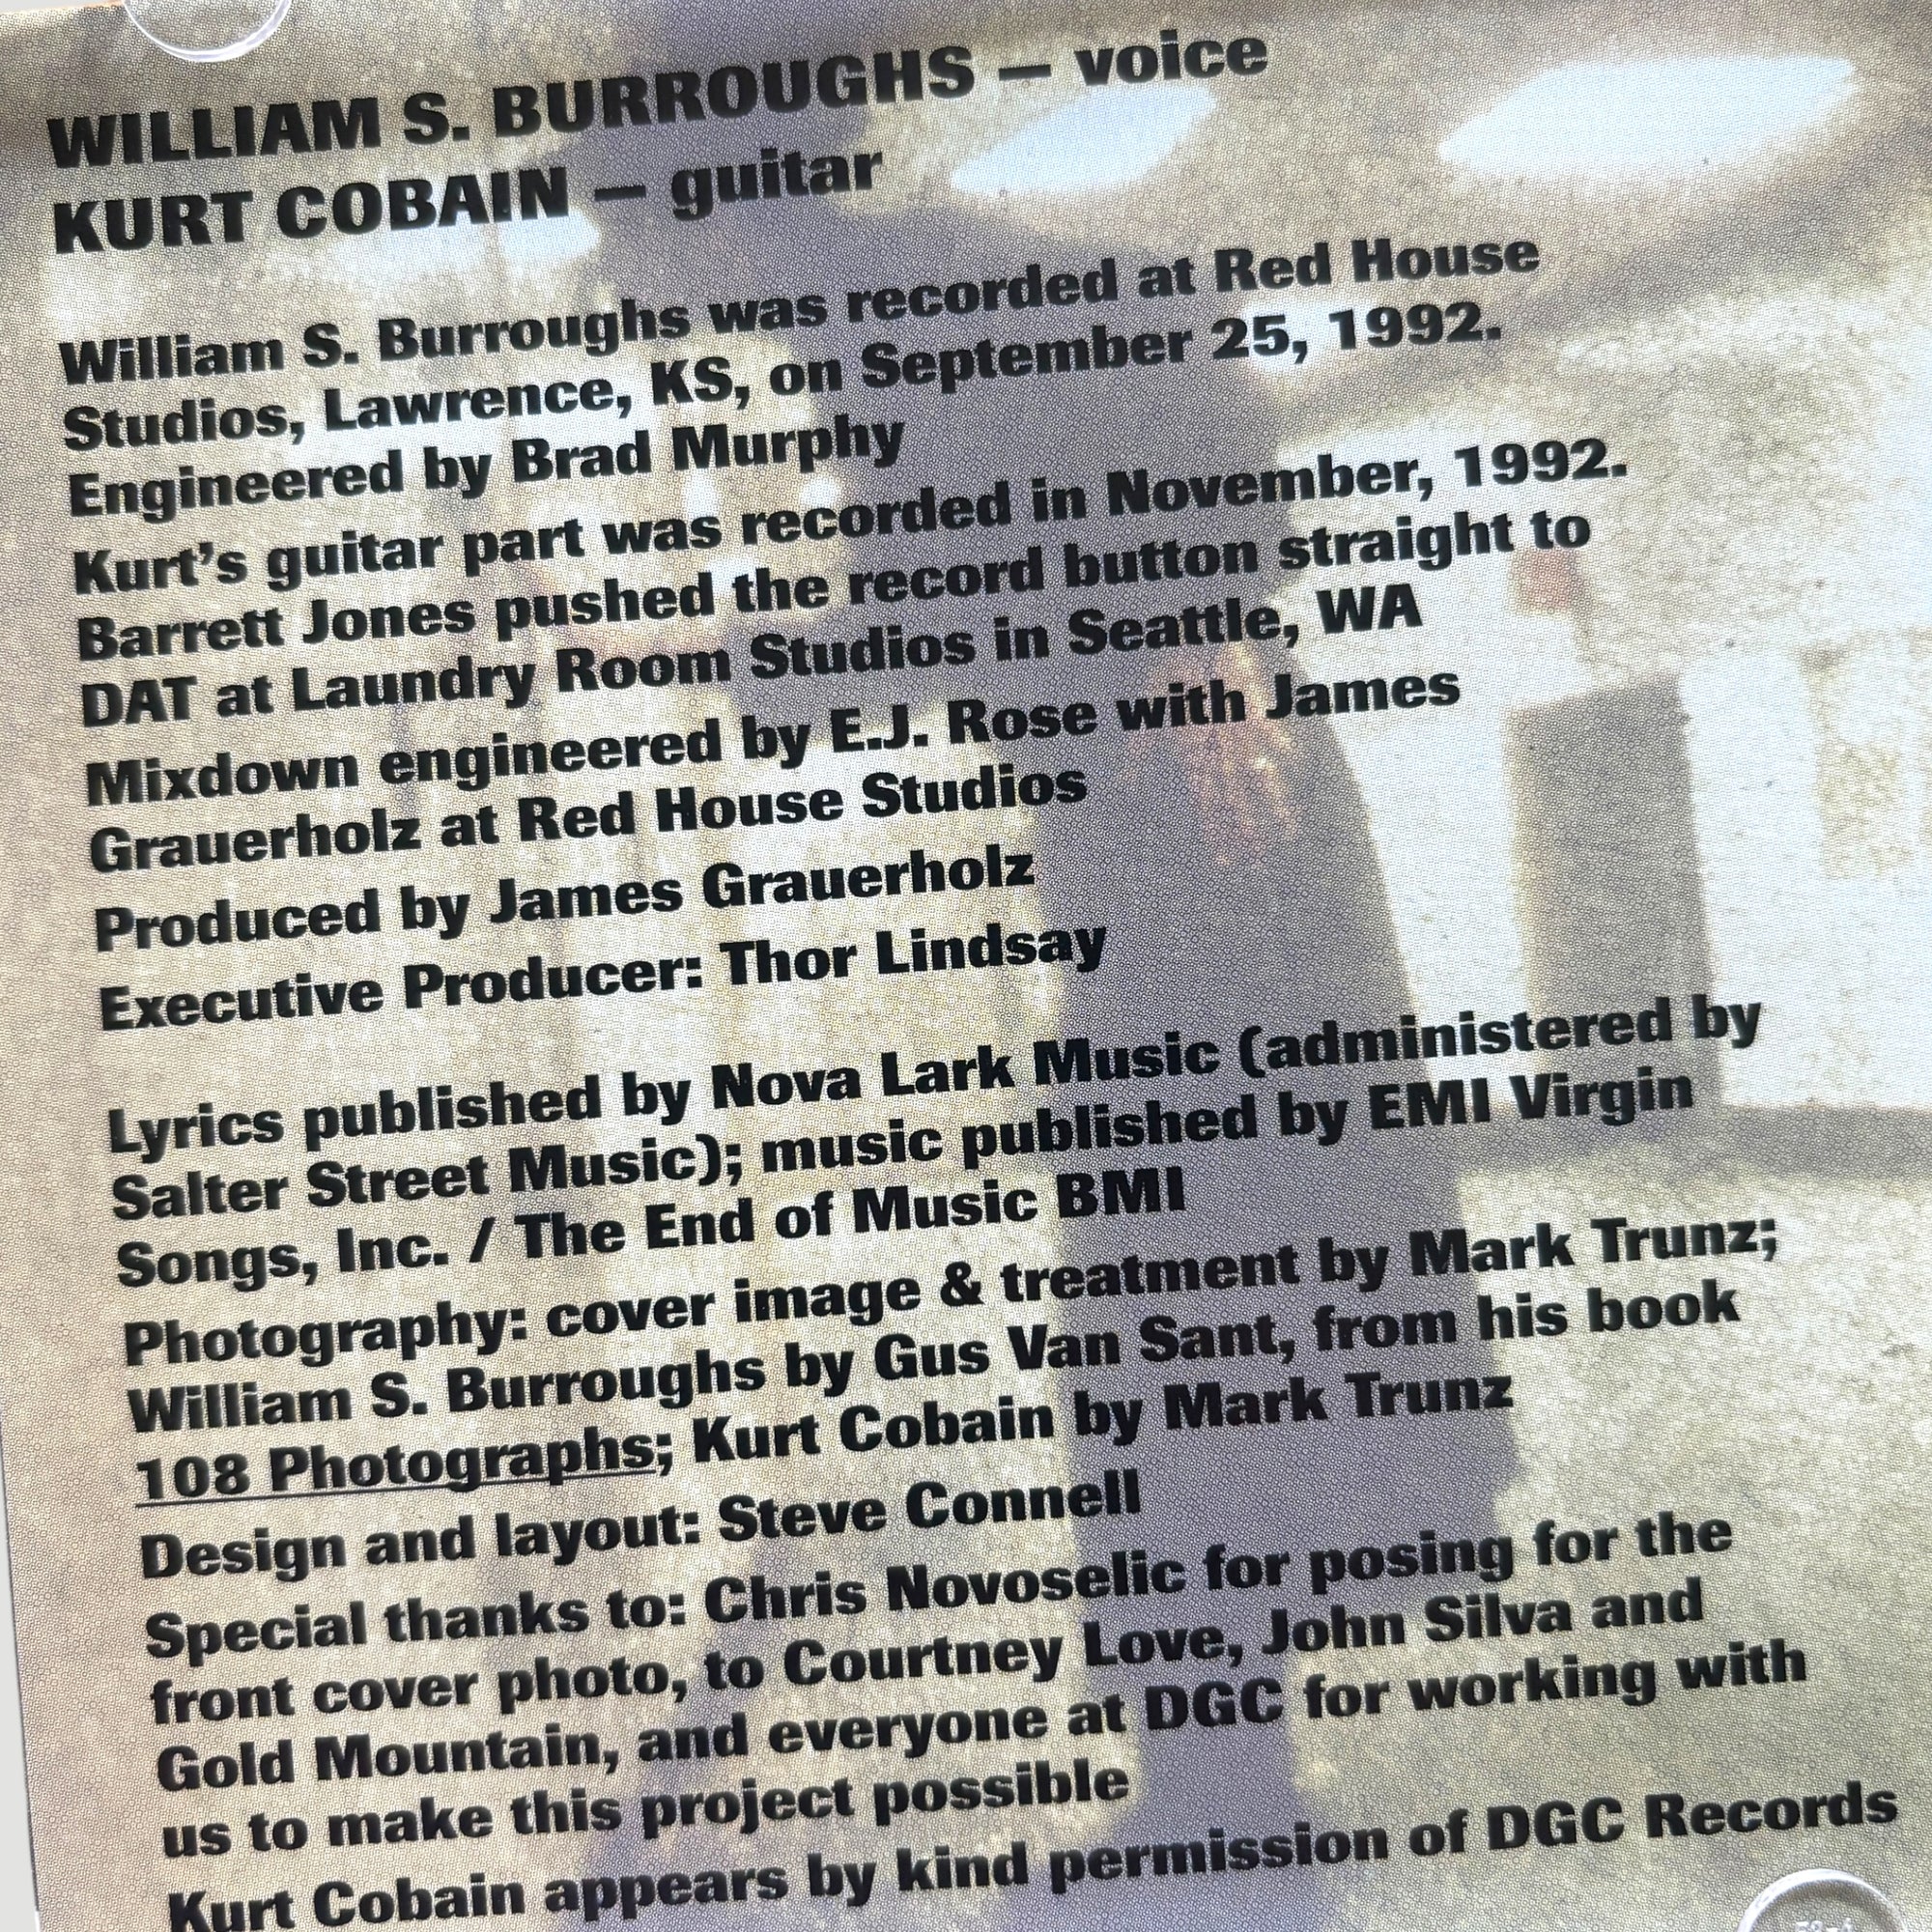 WILLIAM S. BURROUGHS – voice
KURT COBAIN – guitar
William S. Burroughs was recorded at Red House
Studios, Lawrence, KS, on September 25, 1992.
Engineered by Brad Murphy
Kurt's guitar part was recorded in November, 1992.
Barrett Jones pushed the record button straight to
DAT at Laundry Room Studios in Seattle, WA
Mixdown engineered by E.J. Rose with James
Grauerholz at Red House Studios
Produced by James Grauerholz
Executive Producer: Thor Lindsay
Lyrics published by Nova Lark Music (administered by
Salter Street Music); music published by EMI Virgin
Songs, Inc. / The End of Music BMI
Photography: cover image & treatment by Mark Trunz;
William S. Burroughs by Gus Van Sant, from his book
108 Photographs; Kurt Cobain by Mark Trunz
Design and layout: Steve Connell
Special thanks to: Chris Novoselic for posing for the
front cover photo, to Courtney Love, John Silva and
Gold Mountain, and everyone at DGC for working with
us to make this project possible
Kurt Cobain appears by kind permission of DGC Records